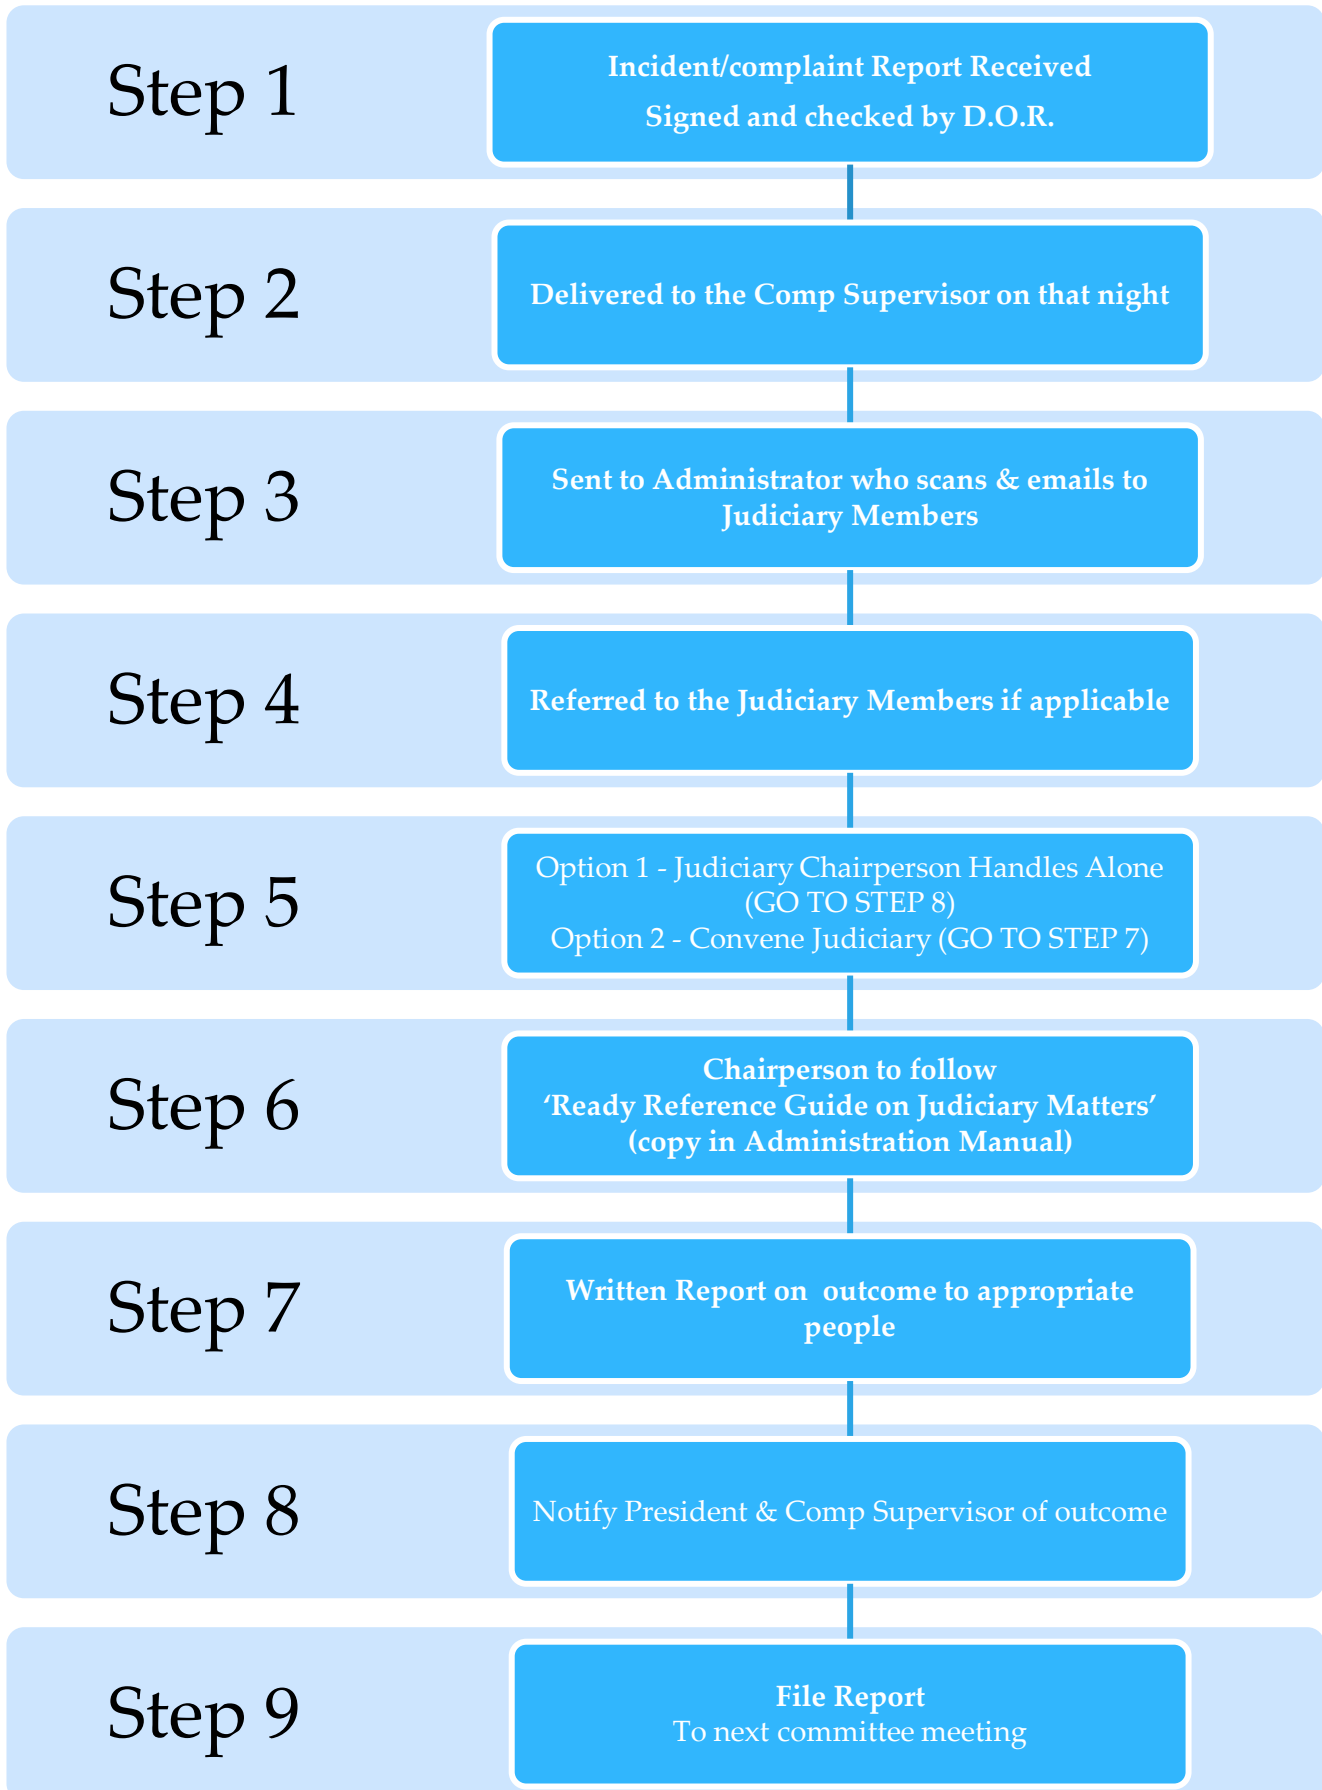 Step 1
Incident/complaint Report Received
Signed and checked by D.O.R.
Step 2
Delivered to the Comp Supervisor on that night
Step 3
Sent to Administrator who scans & emails to
Judiciary Members
Step 4
Referred to the Judiciary Members if applicable
Step 5
Option 1 - Judiciary Chairperson Handles Alone
(GO TO STEP 8)
Option 2 - Convene Judiciary (GO TO STEP 7)
Step 6
Chairperson to follow
‘Ready Reference Guide on Judiciary Matters’
(copy in Administration Manual)
Step 7
Written Report on  outcome to appropriate
people
Step 8
Notify President & Comp Supervisor of outcome
Step 9
File Report
To next committee meeting